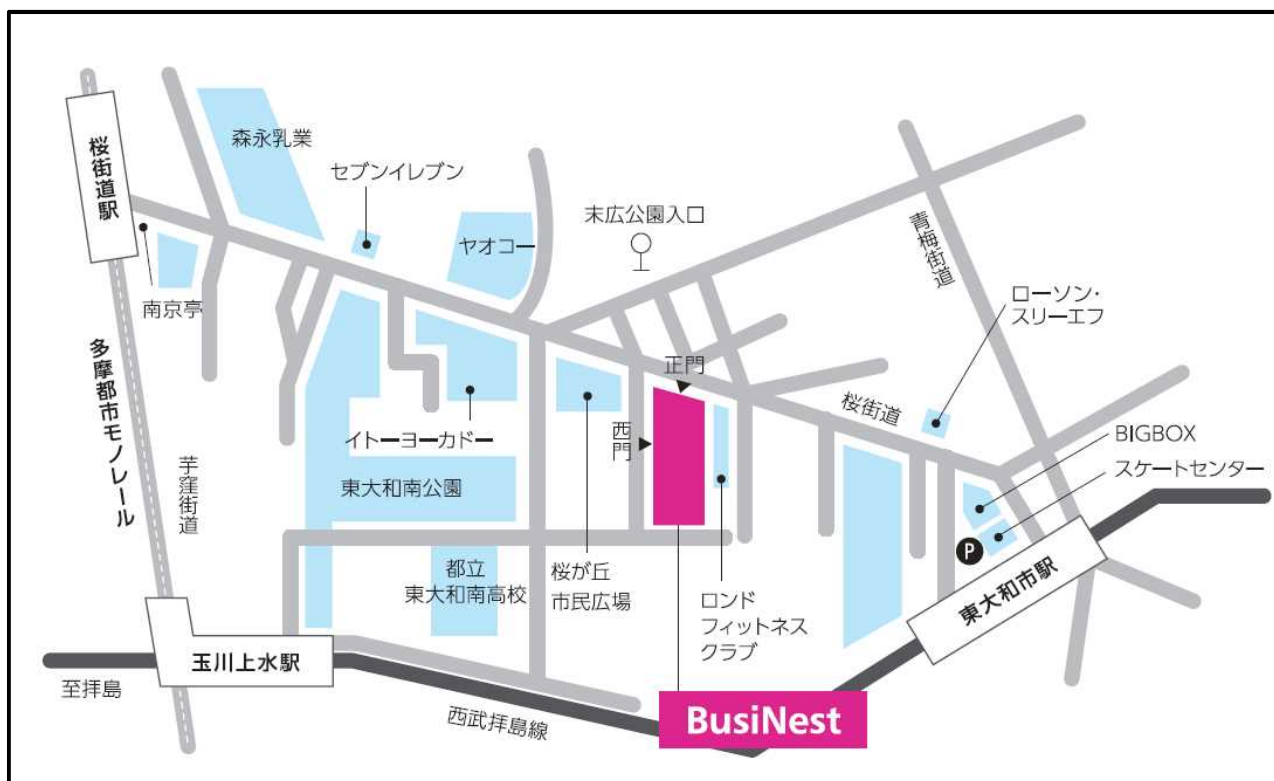 森永乳業
セブンイレブン
桜街道駅
ヤオコー
末広公園入口
青梅街道
南京亭
ローソン・
スリーエフ
多摩都市モノレール
正門
桜街道
イトーヨーカドー
西門
BIGBOX
スケートセンター
芋窪街道
東大和南公園
P
都立
東大和南高校
桜が丘
市民広場
ロンド
フィットネス
クラブ
東大和市駅
玉川上水駅
至拝島
西武拝島線
BusiNest